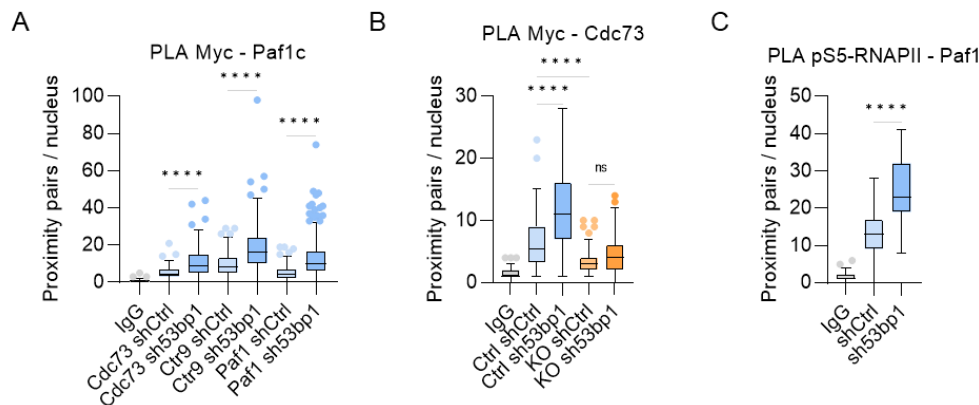 A
PLA Myc - Paf1c
Proximity pairs / nucleus
100
80
60
40
20
0
****
****
****
IgG
Cdc73 shCtrl
Cdc73 sh53bp1
Ctr9 shCtrl
Ctr9 sh53bp1
Paf1 shCtrl
Paf1 sh53bp1
B
PLA Myc - Cdc73
Proximity pairs / nucleus
30
20
10
0
****
****
ns
IgG
Ctrl shCtrl
Ctrl sh53bp1
KO shCtrl
KO sh53bp1
C
PLA pS5-RNAPII - Paf1
Proximity pairs / nucleus
50
40
30
20
10
0
****
IgG
shCtrl
sh53bp1